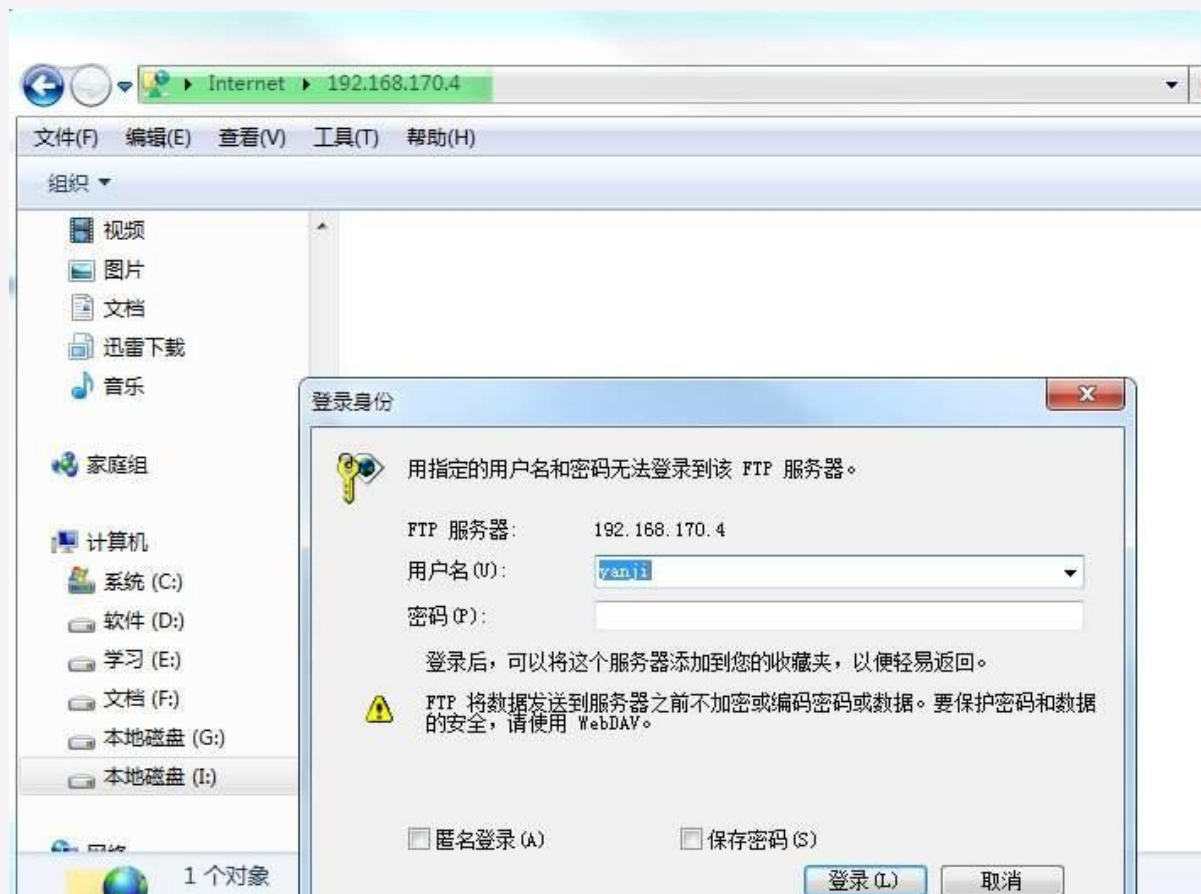 Internet 192.168.170.4
文件(F) 编辑(E) 查看(V) 工具(T) 帮助(H)
组织
视频
图片
文档
迅雷下载
音乐
家庭组
计算机
系统 (C:)
软件 (D:)
学习 (E:)
文档 (F:)
本地磁盘 (G:)
本地磁盘 (I:)
网络
1 个对象
登录身份
用指定的用户名和密码无法登录到该 FTP 服务器。
FTP 服务器: 192.168.170.4
用户名(U): yanji
密码(P):
登录后，可以将这个服务器添加到您的收藏夹，以便轻易返回。
FTP 将数据发送到服务器之前不加密或编码密码或数据。要保护密码和数据
的安全，请使用 WebDAV。
匿名登录(A) 保存密码(S)
登录(L) 取消